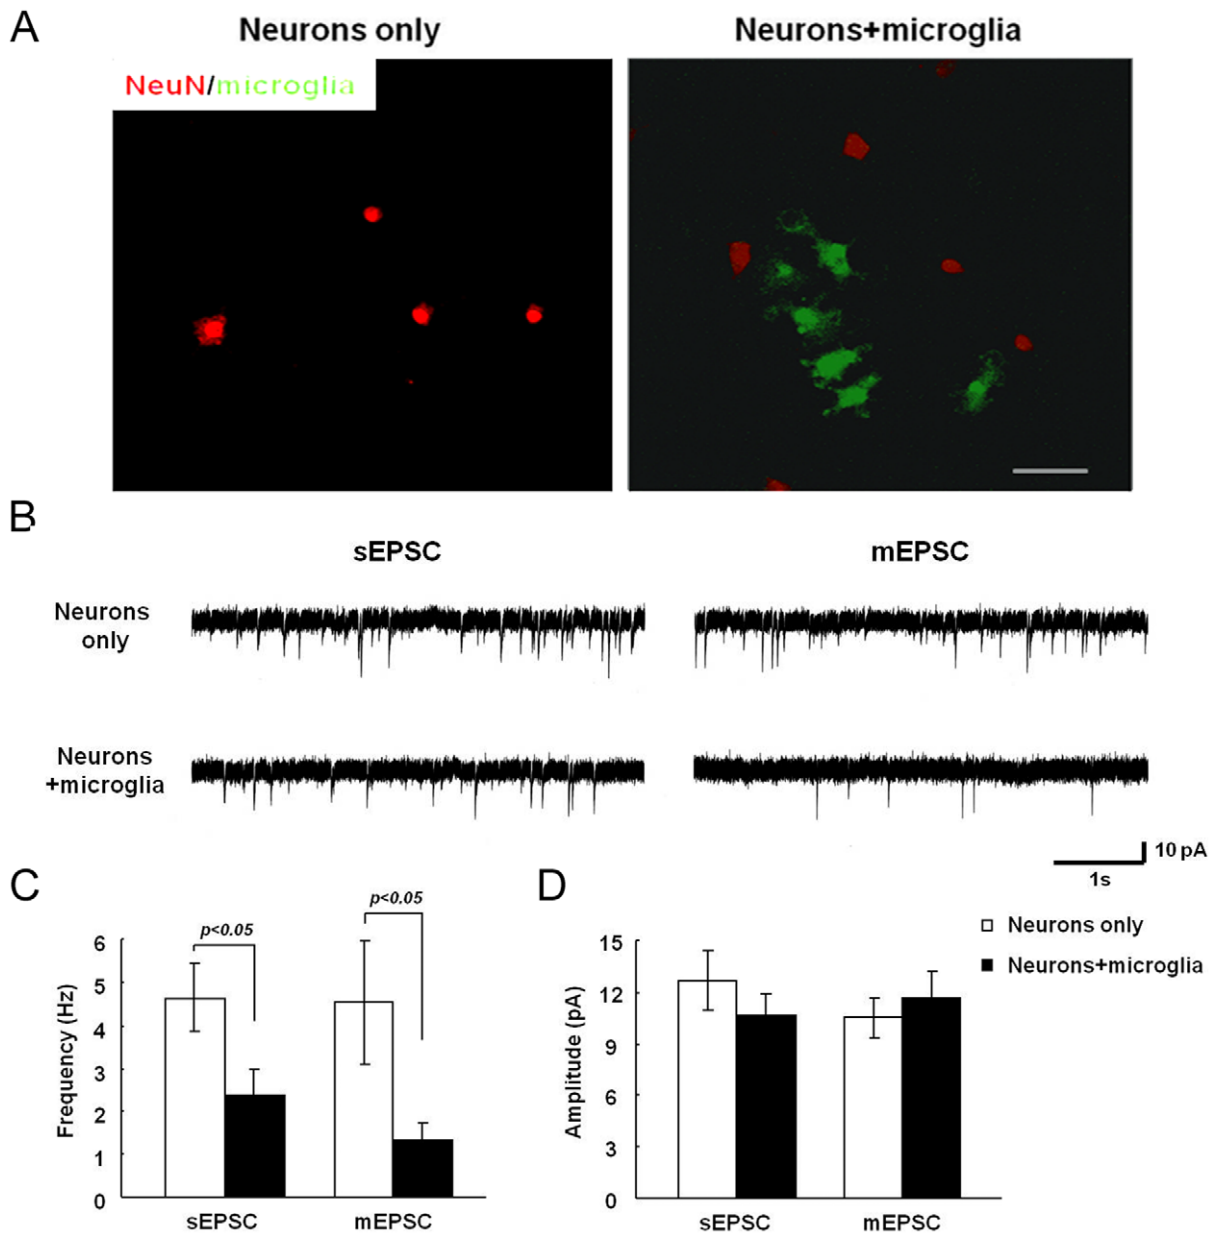 A
Neurons only
Neurons+microglia
NeuN/microglia
B
sEPSC
mEPSC
Neurons
only
Neurons
+microglia
10 pA
1s
C
p<0.05
p<0.05
6
5
4
3
2
1
0
Frequency (Hz)
sEPSC
mEPSC
D
Neurons only
Neurons+microglia
15
12
9
6
3
0
Amplitude (pA)
sEPSC
mEPSC